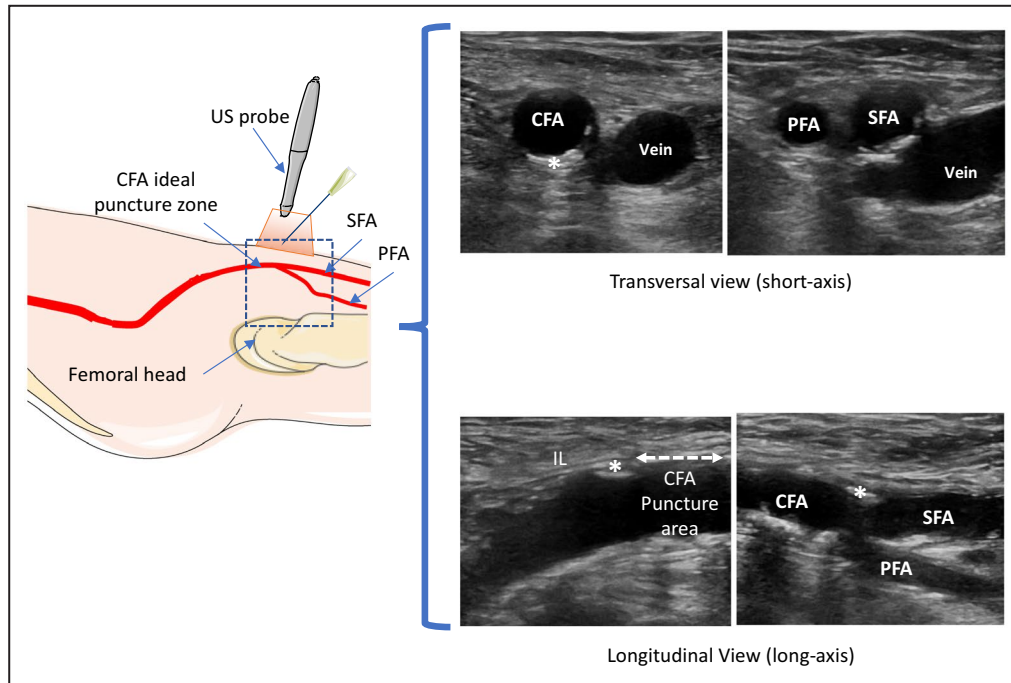 US probe
CFA ideal
puncture zone
SFA
PFA
Femoral head
CFA
*
Vein
PFA
SFA
Vein
Transversal view (short-axis)
IL
*
CFA
Puncture
area
CFA
*
SFA
PFA
Longitudinal View (long-axis)